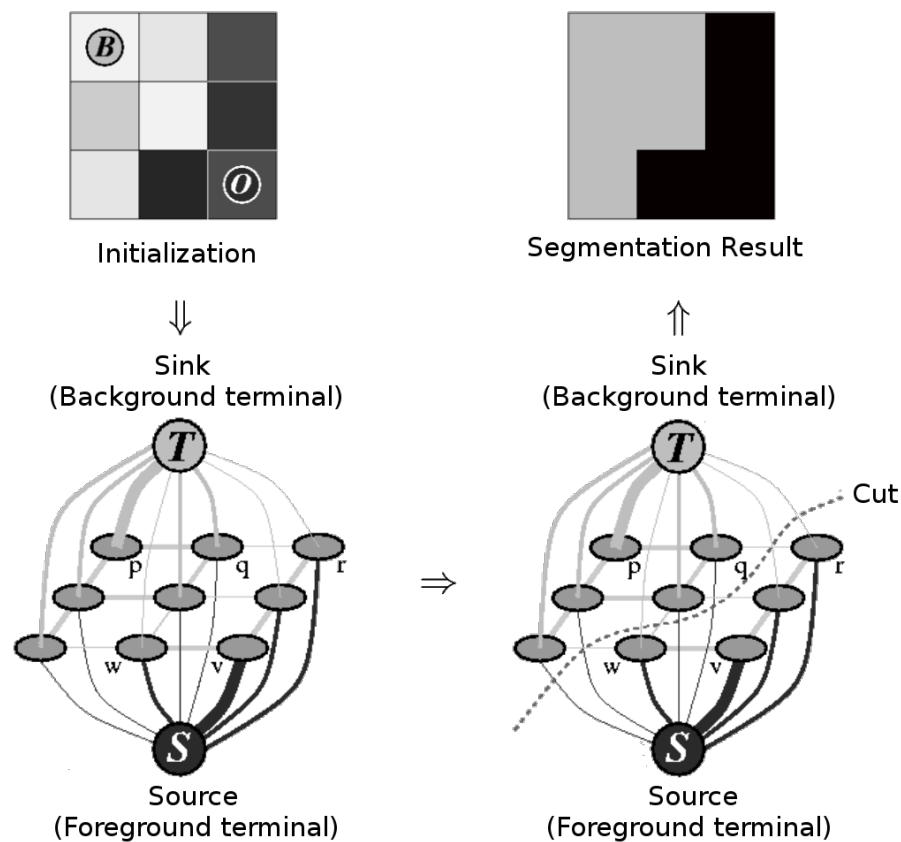 B
O
Initialization
Segmentation Result
⇓
⇑
Sink
(Background terminal)
Sink
(Background terminal)
T
p
q
r
w
v
S
Source
(Foreground terminal)
⇒
T
Cut
p
q
r
w
v
S
Source
(Foreground terminal)